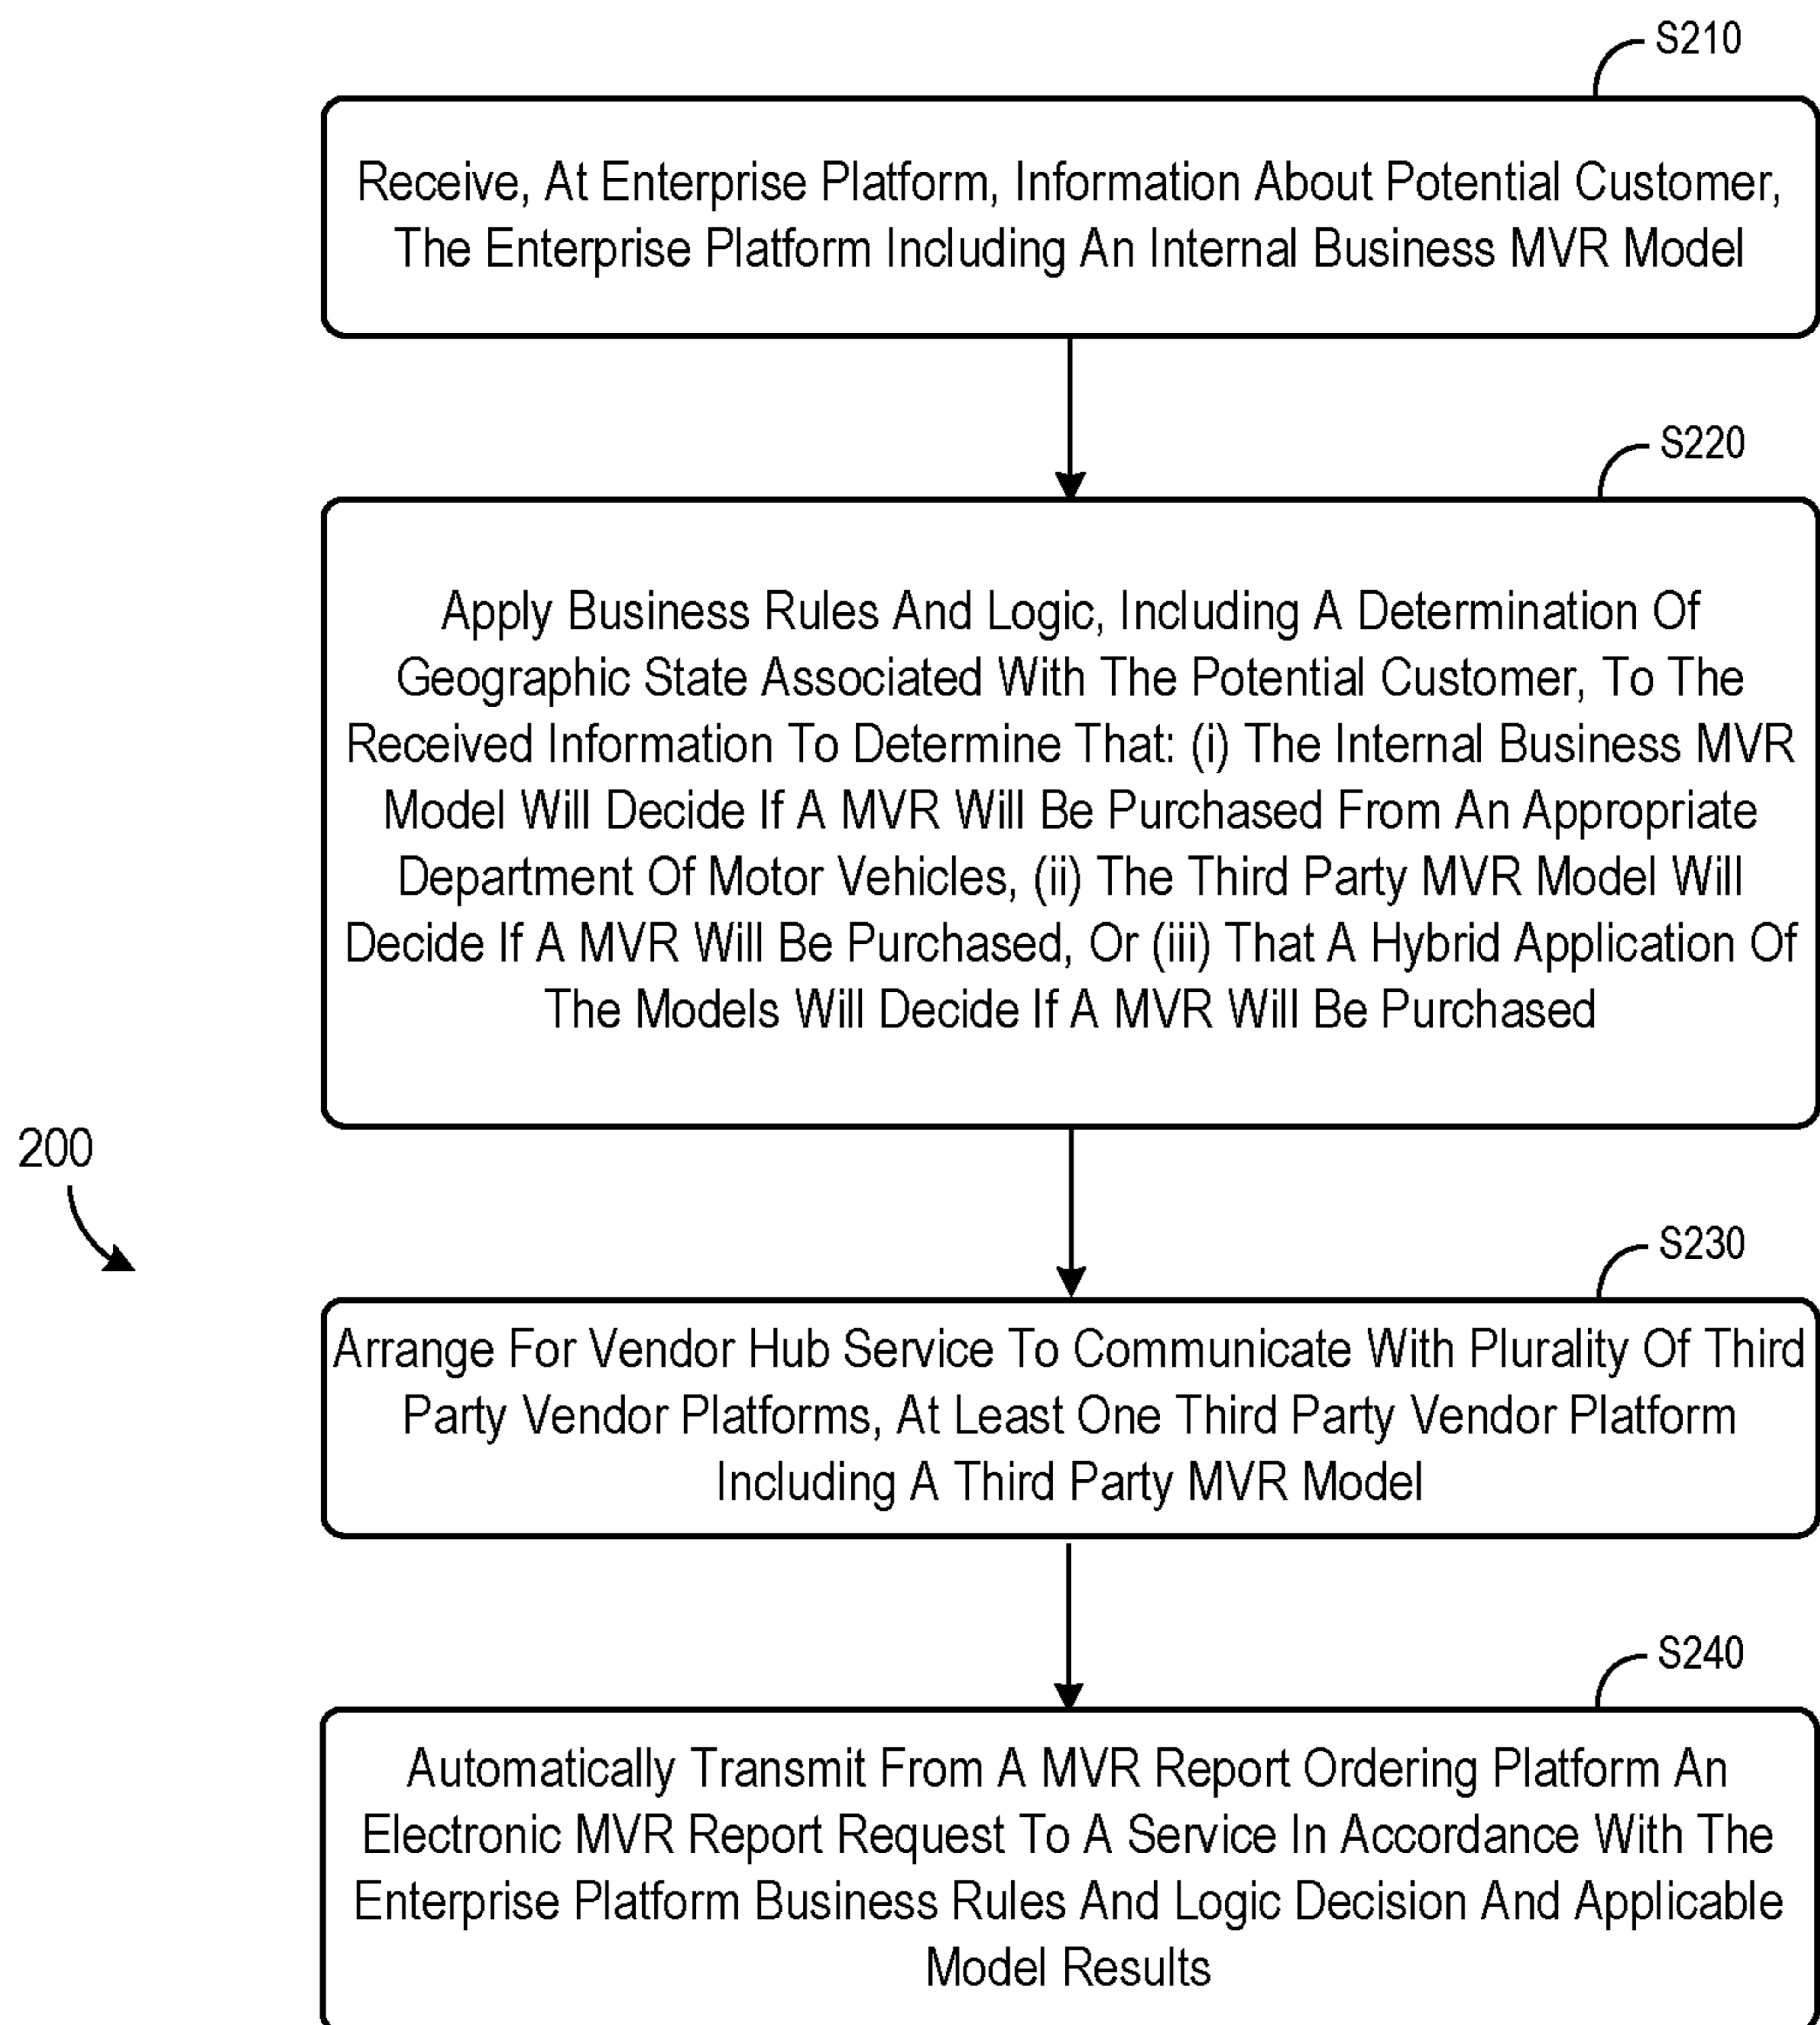 S210
Receive, At Enterprise Platform, Information About Potential Customer,
The Enterprise Platform Including An Internal Business MVR Model
S220
Apply Business Rules And Logic, Including A Determination Of
Geographic State Associated With The Potential Customer, To The
Received Information To Determine That: (i) The Internal Business MVR
Model Will Decide If A MVR Will Be Purchased From An Appropriate
Department Of Motor Vehicles, (ii) The Third Party MVR Model Will
Decide If A MVR Will Be Purchased, Or (iii) That A Hybrid Application Of
The Models Will Decide If A MVR Will Be Purchased
200
S230
Arrange For Vendor Hub Service To Communicate With Plurality Of Third
Party Vendor Platforms, At Least One Third Party Vendor Platform
Including A Third Party MVR Model
S240
Automatically Transmit From A MVR Report Ordering Platform An
Electronic MVR Report Request To A Service In Accordance With The
Enterprise Platform Business Rules And Logic Decision And Applicable
Model Results